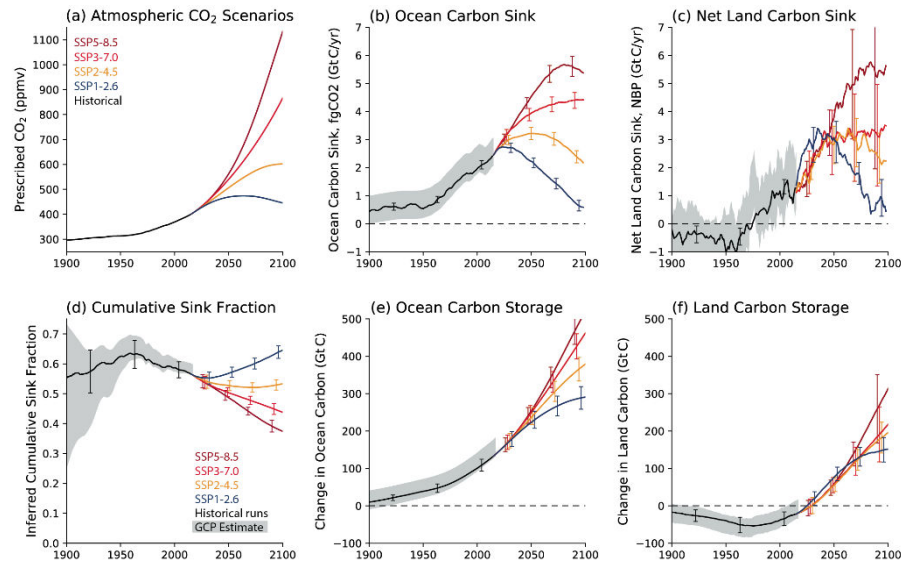 (a) Atmospheric CO₂ Scenarios
Prescribed CO₂ (ppmv)
1100
1000
900
800
700
600
500
400
300
SSP5-8.5
SSP3-7.0
SSP2-4.5
SSP1-2.6
Historical
1900 1950 2000 2050 2100
(b) Ocean Carbon Sink
Ocean Carbon Sink, fgCO2 (GtC/yr)
7
6
5
4
3
2
1
0
−1
1900 1950 2000 2050 2100
(c) Net Land Carbon Sink
Net Land Carbon Sink, NBP (GtC/yr)
7
6
5
4
3
2
1
0
−1
1900 1950 2000 2050 2100
(d) Cumulative Sink Fraction
Inferred Cumulative Sink Fraction
0.7
0.6
0.5
0.4
0.3
0.2
0.1
0.0
SSP5-8.5
SSP3-7.0
SSP2-4.5
SSP1-2.6
Historical runs
GCP Estimate
1900 1950 2000 2050 2100
(e) Ocean Carbon Storage
Change in Ocean Carbon (GtC)
500
400
300
200
100
0
−100
1900 1950 2000 2050 2100
(f) Land Carbon Storage
Change in Land Carbon (GtC)
500
400
300
200
100
0
−100
1900 1950 2000 2050 2100